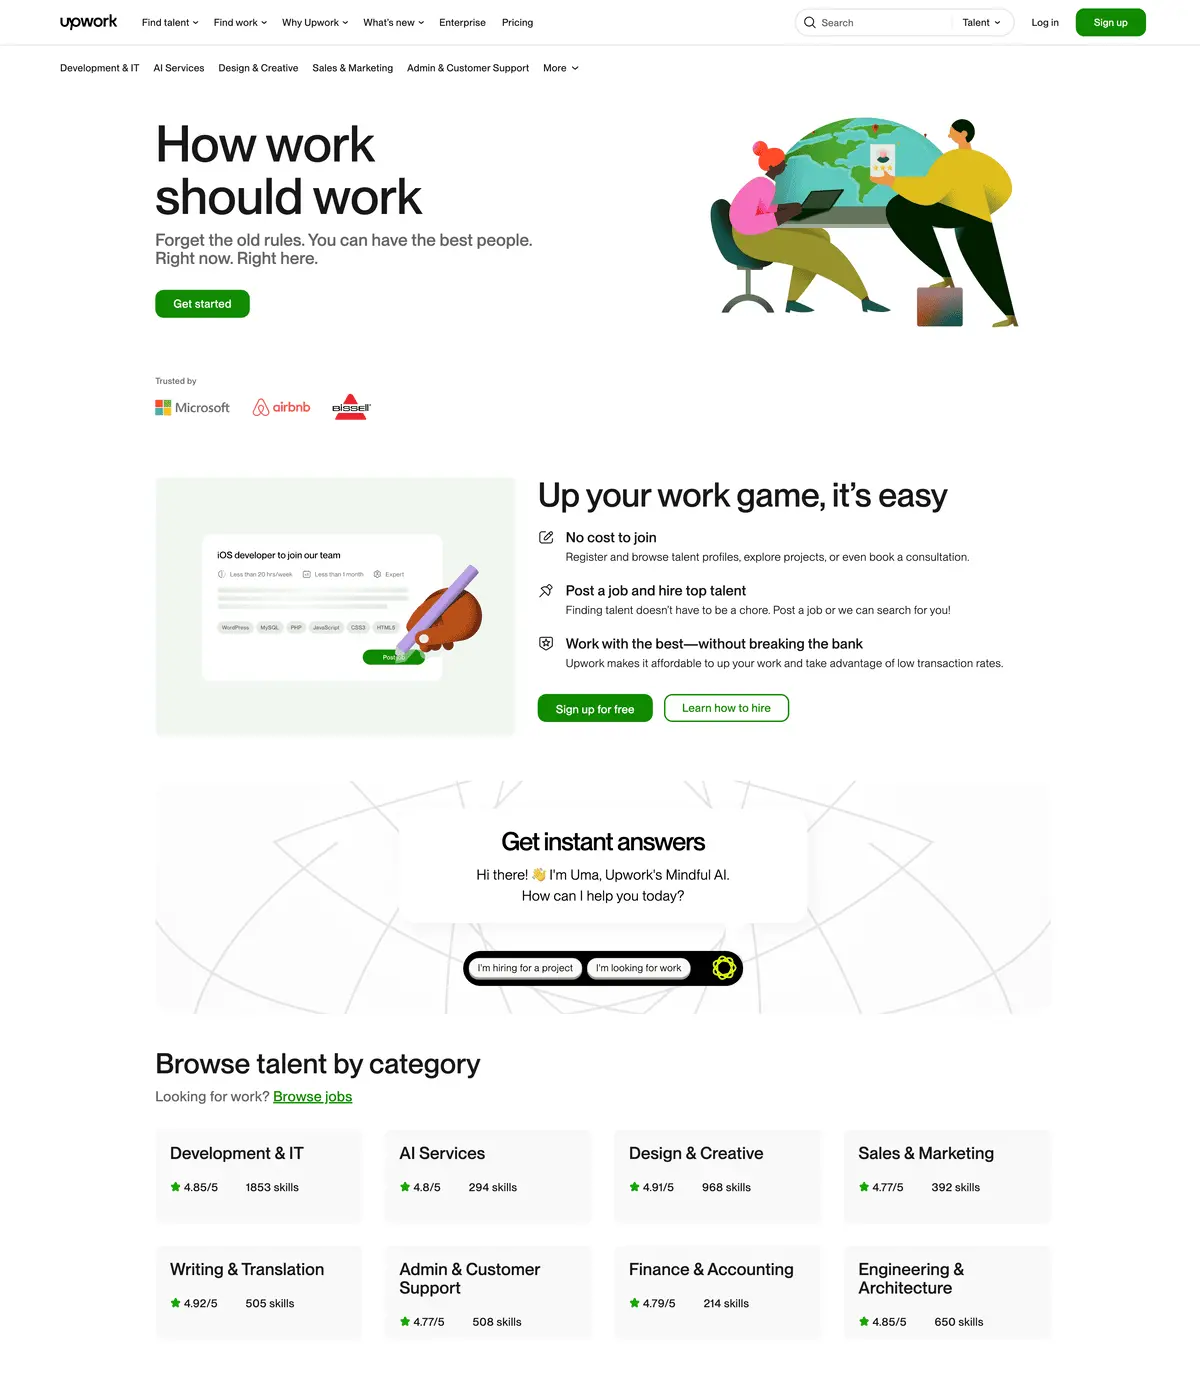 upwork Find talent Find work Why Upwork What's new Enterprise Pricing Search Talent Log in Sign up
Development & IT AI Services Design & Creative Sales & Marketing Admin & Customer Support More
How work
should work
Forget the old rules. You can have the best people.
Right now. Right here.
Get started
Trusted by
Microsoft airbnb BISSELL
iOS developer to join our team
Less than 20 hrs/week Less than 1 month Expert
WordPress MySQL PHP JavaScript CSS3 HTML5
Up your work game, it's easy
No cost to join
Register and browse talent profiles, explore projects, or even book a consultation.
Post a job and hire top talent
Finding talent doesn't have to be a chore. Post a job or we can search for you!
Work with the best—without breaking the bank
Upwork makes it affordable to up your work and take advantage of low transaction rates.
Sign up for free Learn how to hire
Get instant answers
Hi there! 👋 I'm Uma, Upwork's Mindful AI.
How can I help you today?
I'm hiring for a project I'm looking for work
Browse talent by category
Looking for work? Browse jobs
Development & IT
4.85/5 1853 skills
AI Services
4.8/5 294 skills
Design & Creative
4.91/5 968 skills
Sales & Marketing
4.77/5 392 skills
Writing & Translation
4.92/5 505 skills
Admin & Customer
Support
4.77/5 508 skills
Finance & Accounting
4.79/5 214 skills
Engineering &
Architecture
4.85/5 650 skills